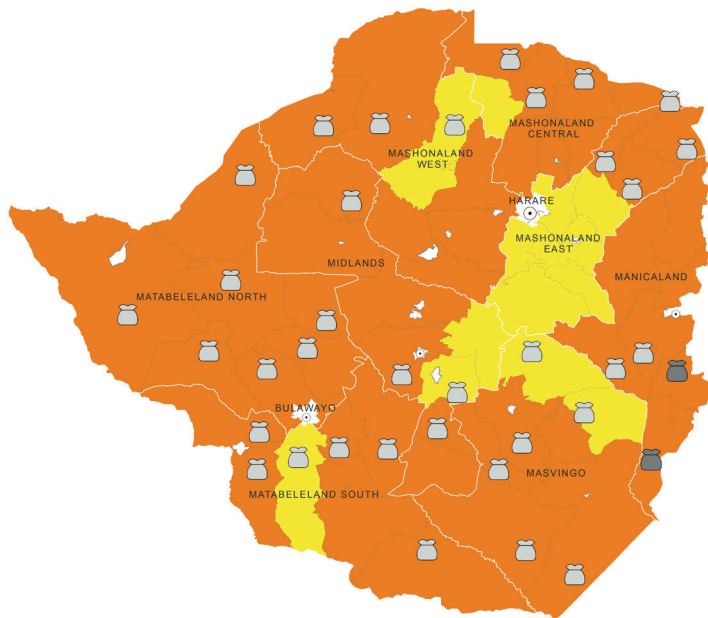 MASHONALAND
CENTRAL
MASHONALAND
WEST
HARARE
MASHONALAND
EAST
MIDLANDS
MANICALAND
MATABELELAND NORTH
BULAWAYO
MASVINGO
MATABELELAND SOUTH